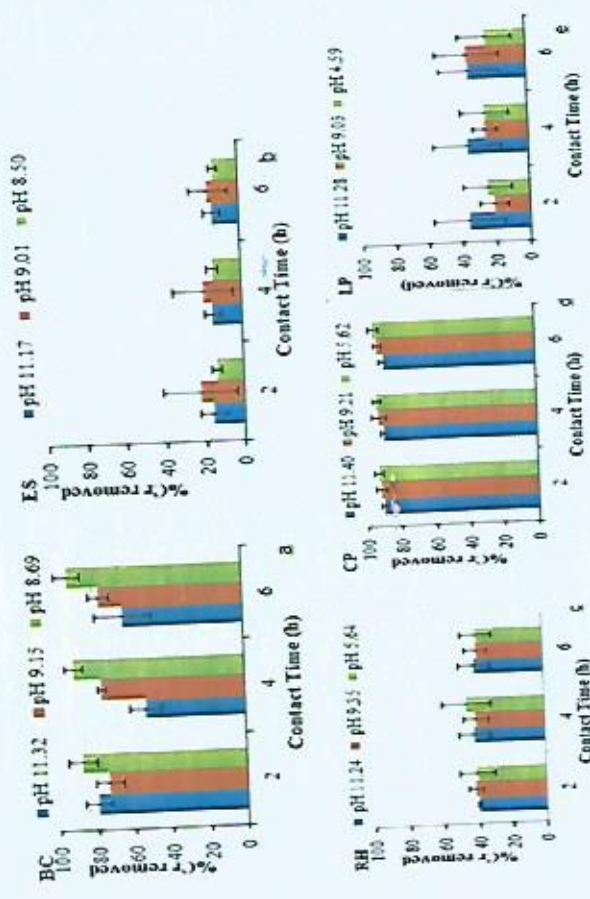 BC
pH 11.32 pH 9.15 pH 8.69
%Cr removed
100
80
60
40
20
0
2 4 6
Contact Time (h)
a
ES
pH 11.17 pH 9.01 pH 8.50
%Cr removed
100
80
60
40
20
0
2 4 6
Contact Time (h)
b
RH
pH 11.24 pH 9.35 pH 5.64
%Cr removed
100
80
60
40
20
0
2 4 6
Contact Time (h)
c
CP
pH 11.40 pH 9.21 pH 5.62
%Cr removed
100
80
60
40
20
0
2 4 6
Contact Time (h)
d
LP
pH 11.28 pH 9.05 pH 4.59
%Cr removed)
100
80
60
40
20
0
2 4 6
Contact Time (h)
e